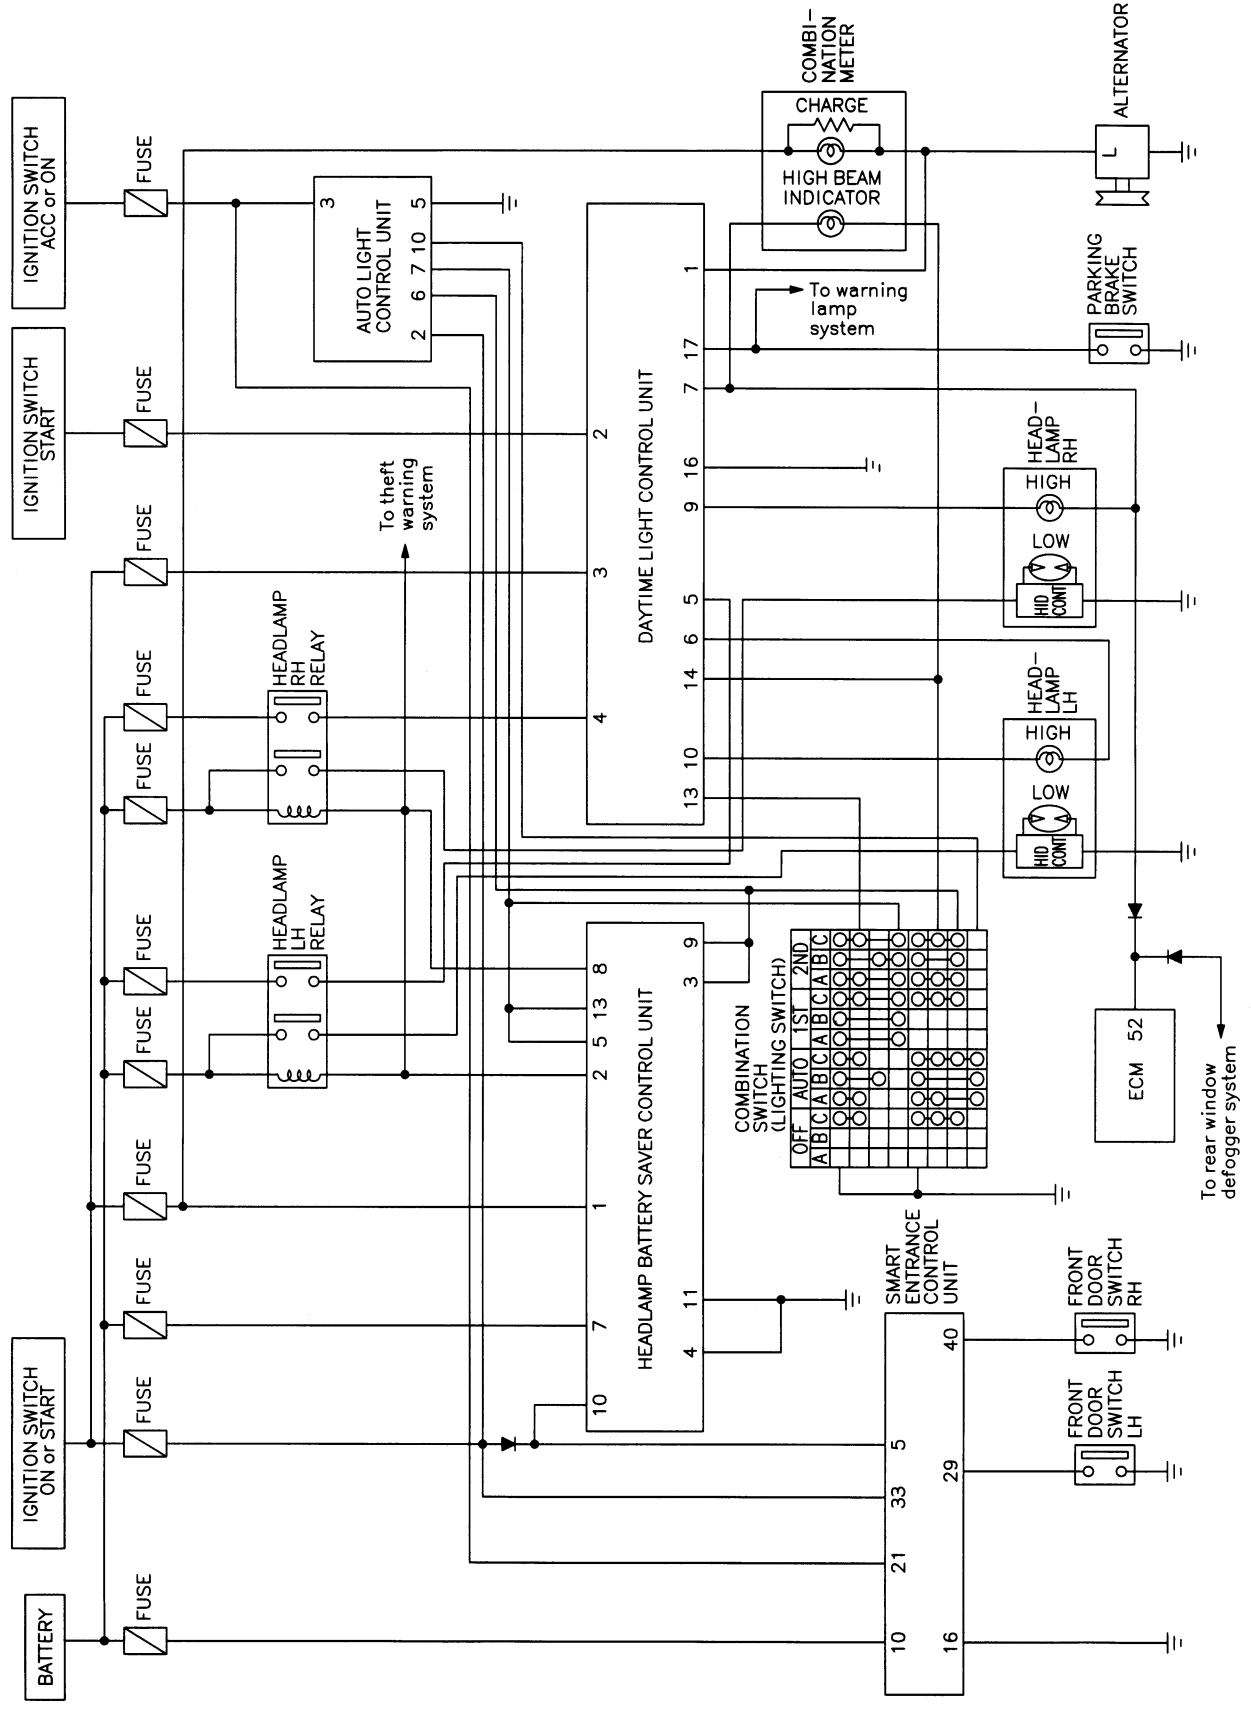 BATTERY
IGNITION SWITCH
ON or START
IGNITION SWITCH
START
IGNITION SWITCH
ACC or ON
FUSE
FUSE
FUSE
FUSE
FUSE
FUSE
FUSE
FUSE
FUSE
FUSE
FUSE
HEADLAMP
LH
RELAY
HEADLAMP
RH
RELAY
To theft
warning
system
AUTO LIGHT
CONTROL UNIT
2
6
7
10
5
3
10
7
1
2
5
13
8
HEADLAMP BATTERY SAVER CONTROL UNIT
4
11
3
9
4
3
2
DAYTIME LIGHT CONTROL UNIT
13
10
14
6
5
9
16
7
17
1
COMBI-
NATION
METER
CHARGE
HIGH BEAM
INDICATOR
To warning
lamp
system
COMBINATION
SWITCH
(LIGHTING SWITCH)
OFF AUTO 1ST 2ND
A B C A B C A B C A B C
10
21
33
5
16
29
40
SMART
ENTRANCE
CONTROL
UNIT
FRONT
DOOR
SWITCH
LH
FRONT
DOOR
SWITCH
RH
ECM 52
To rear window
defogger system
HEAD-
LAMP
LH
HIGH
LOW
HID
CONT
HEAD-
LAMP
RH
HIGH
LOW
HID
CONT
PARKING
BRAKE
SWITCH
ALTERNATOR
L